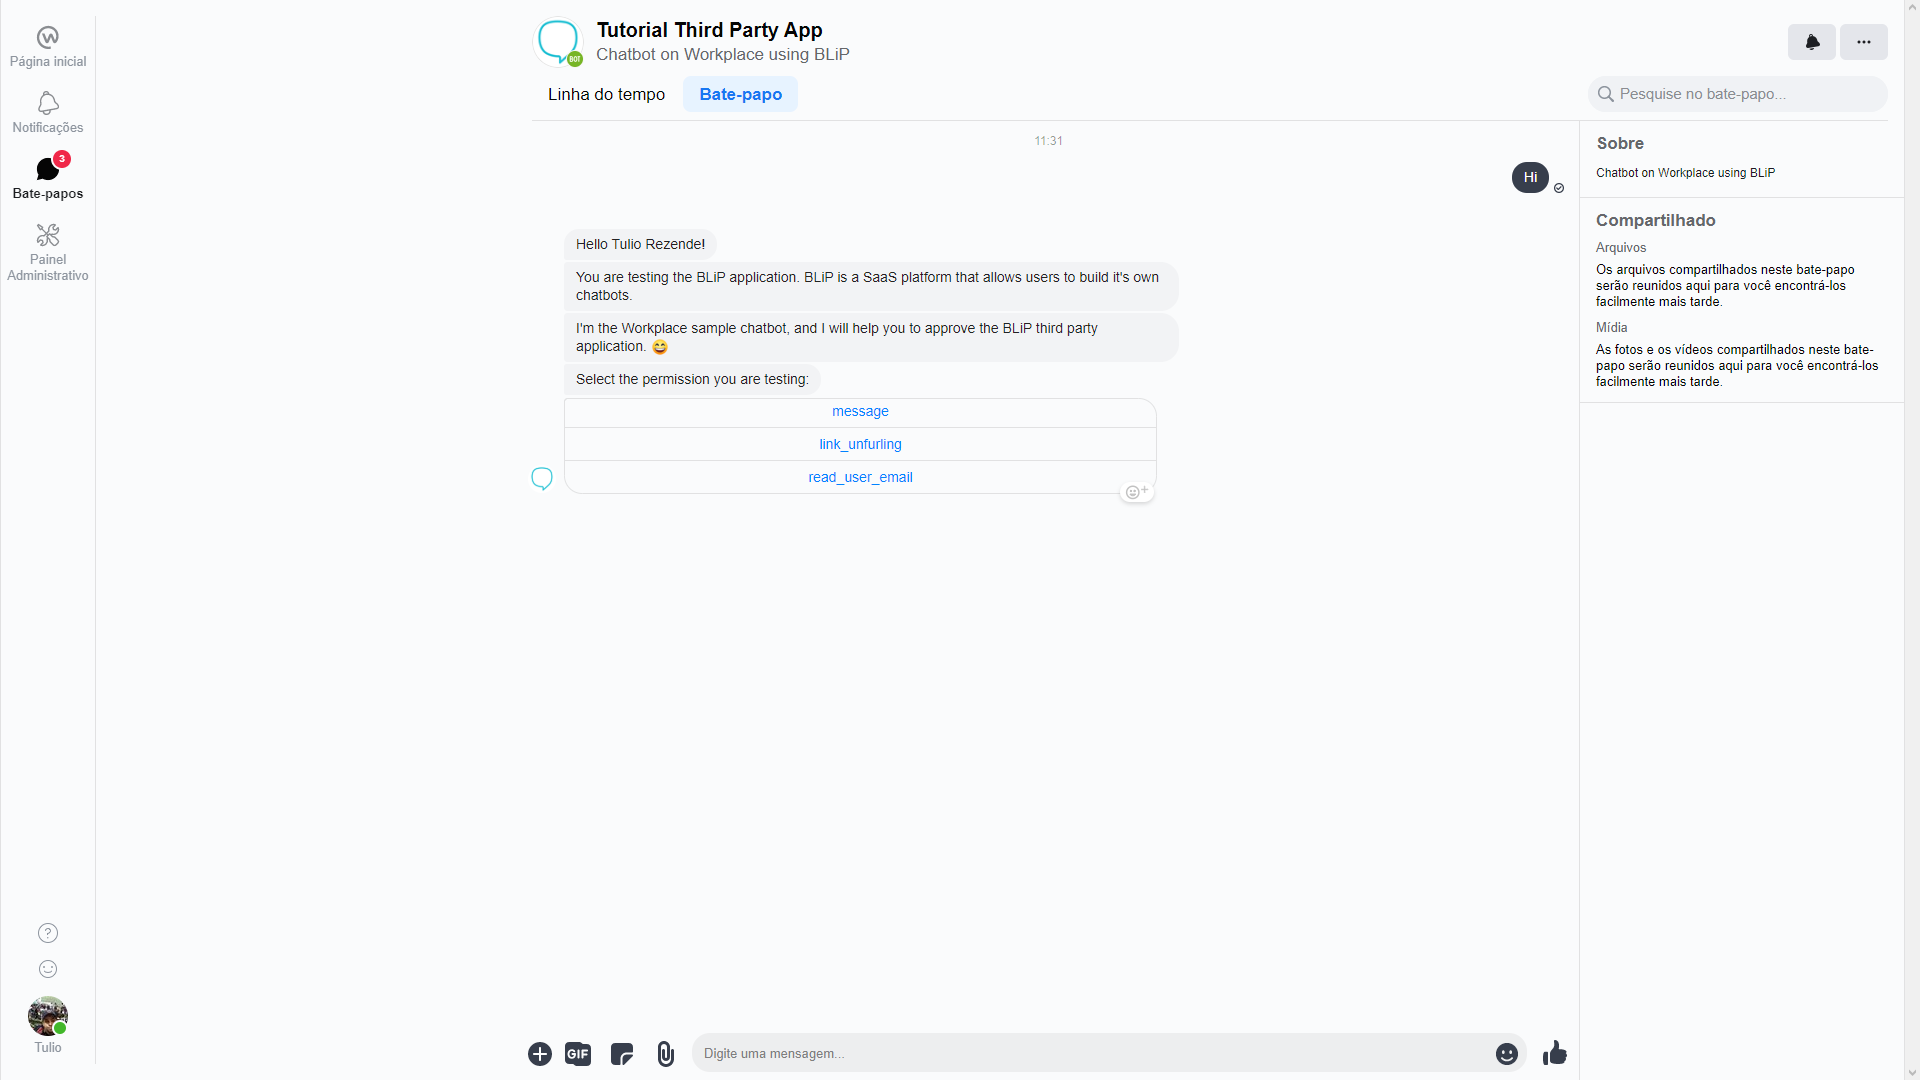 Página inicial
Notificações
3
Bate-papos
Painel
Administrativo
Tulio
BOT
Tutorial Third Party App
Chatbot on Workplace using BLiP
Linha do tempo
Bate-papo
Pesquise no bate-papo...
11:31
Hi
Hello Tulio Rezende!
You are testing the BLiP application. BLiP is a SaaS platform that allows users to build it's own
chatbots.
I'm the Workplace sample chatbot, and I will help you to approve the BLiP third party
application. 😄
Select the permission you are testing:
message
link_unfurling
read_user_email
GIF
Digite uma mensagem...
Sobre
Chatbot on Workplace using BLiP
Compartilhado
Arquivos
Os arquivos compartilhados neste bate-papo
serão reunidos aqui para você encontrá-los
facilmente mais tarde.
Mídia
As fotos e os vídeos compartilhados neste bate-
papo serão reunidos aqui para você encontrá-los
facilmente mais tarde.